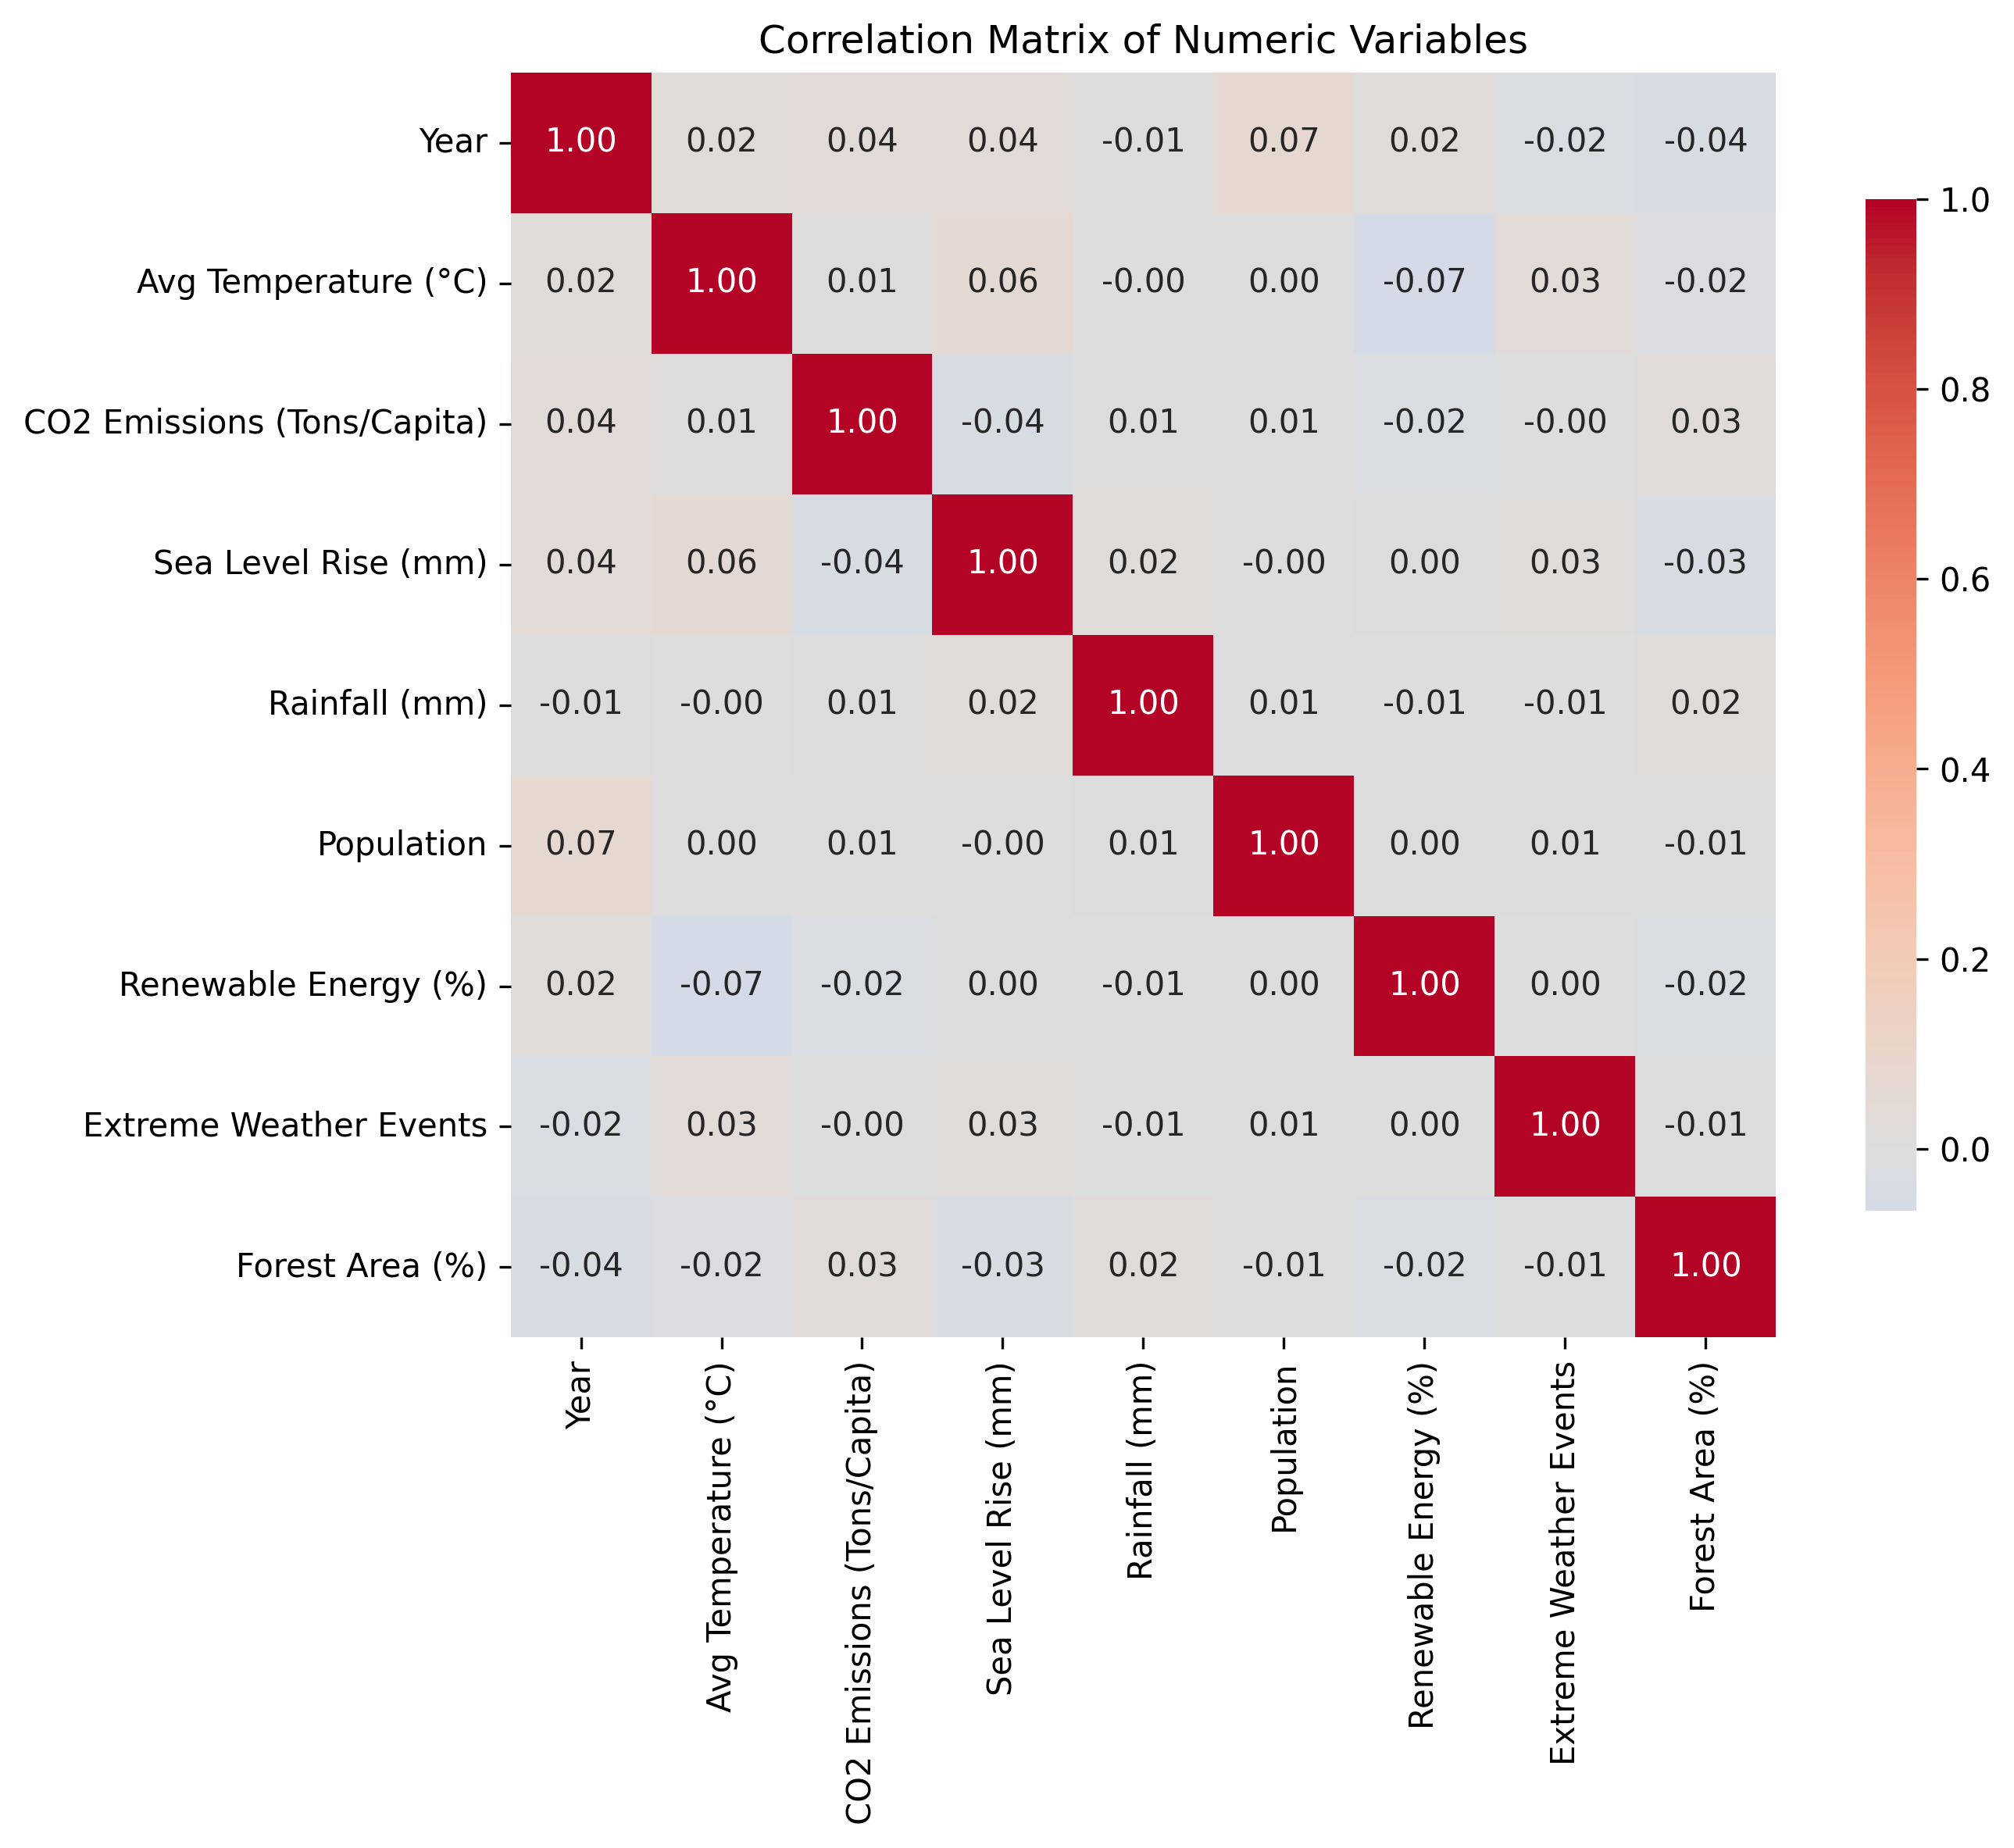 Correlation Matrix of Numeric Variables
Year 1.00 0.02 0.04 0.04 -0.01 0.07 0.02 -0.02 -0.04
Avg Temperature (°C) 0.02 1.00 0.01 0.06 -0.00 0.00 -0.07 0.03 -0.02
CO2 Emissions (Tons/Capita) 0.04 0.01 1.00 -0.04 0.01 0.01 -0.02 -0.00 0.03
Sea Level Rise (mm) 0.04 0.06 -0.04 1.00 0.02 -0.00 0.00 0.03 -0.03
Rainfall (mm) -0.01 -0.00 0.01 0.02 1.00 0.01 -0.01 -0.01 0.02
Population 0.07 0.00 0.01 -0.00 0.01 1.00 0.00 0.01 -0.01
Renewable Energy (%) 0.02 -0.07 -0.02 0.00 -0.01 0.00 1.00 0.00 -0.02
Extreme Weather Events -0.02 0.03 -0.00 0.03 -0.01 0.01 0.00 1.00 -0.01
Forest Area (%) -0.04 -0.02 0.03 -0.03 0.02 -0.01 -0.02 -0.01 1.00
Year
Avg Temperature (°C)
CO2 Emissions (Tons/Capita)
Sea Level Rise (mm)
Rainfall (mm)
Population
Renewable Energy (%)
Extreme Weather Events
Forest Area (%)
1.0
0.8
0.6
0.4
0.2
0.0